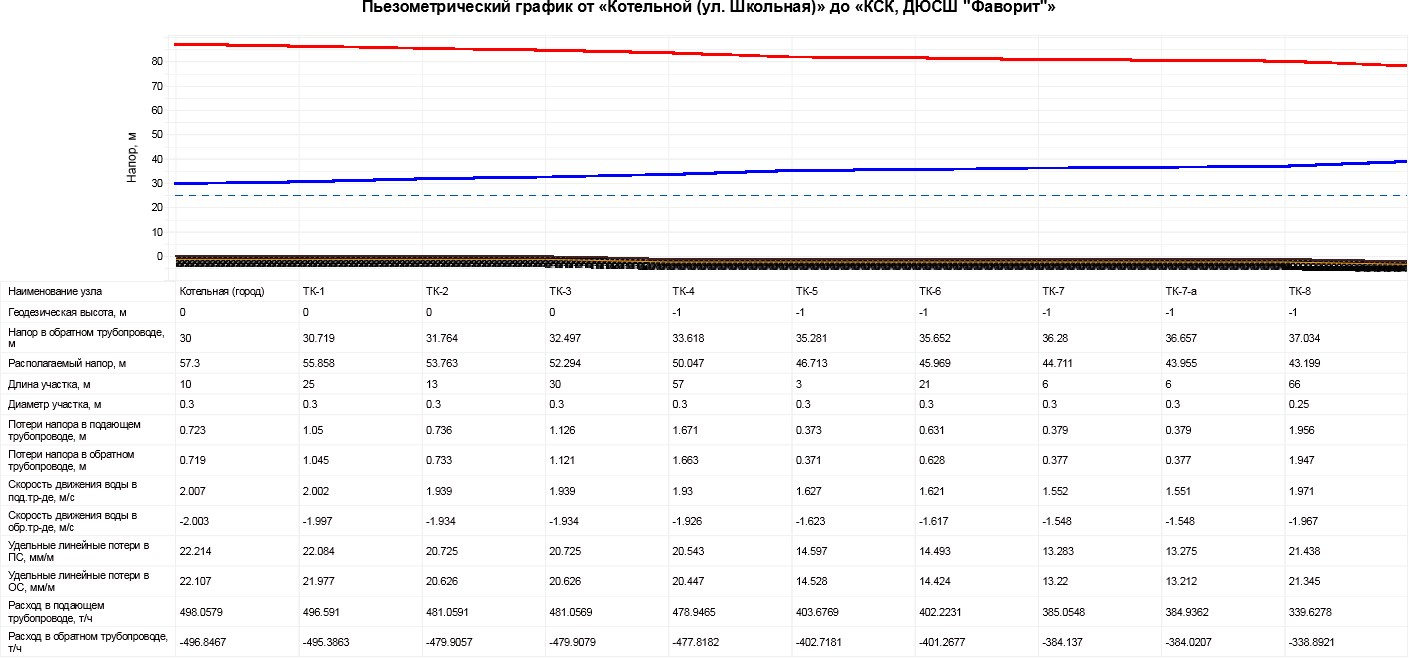 Пьезометрический график от «Котельной (ул. Школьная)» до «КСК, ДЮСШ "Фаворит"»
80
70
60
50
40
30
20
10
0
Напор, м
Наименование узла Котельная (город) ТК-1 ТК-2 ТК-3 ТК-4 ТК-5 ТК-6 ТК-7 ТК-7-а ТК-8
Геодезическая высота, м 0 0 0 0 -1 -1 -1 -1 -1 -1
Напор в обратном трубопроводе,
м 30 30.719 31.764 32.497 33.618 35.281 35.652 36.28 36.657 37.034
Располагаемый напор, м 57.3 55.858 53.763 52.294 50.047 46.713 45.969 44.711 43.955 43.199
Длина участка, м 10 25 13 30 57 3 21 6 6 66
Диаметр участка, м 0.3 0.3 0.3 0.3 0.3 0.3 0.3 0.3 0.3 0.25
Потери напора в подающем
трубопроводе, м 0.723 1.05 0.736 1.126 1.671 0.373 0.631 0.379 0.379 1.956
Потери напора в обратном
трубопроводе, м 0.719 1.045 0.733 1.121 1.663 0.371 0.628 0.377 0.377 1.947
Скорость движения воды в
под.тр-де, м/с 2.007 2.002 1.939 1.939 1.93 1.627 1.621 1.552 1.551 1.971
Скорость движения воды в
обр.тр-де, м/с -2.003 -1.997 -1.934 -1.934 -1.926 -1.623 -1.617 -1.548 -1.548 -1.967
Удельные линейные потери в
ПС, мм/м 22.214 22.084 20.725 20.725 20.543 14.597 14.493 13.283 13.275 21.438
Удельные линейные потери в
ОС, мм/м 22.107 21.977 20.626 20.626 20.447 14.528 14.424 13.22 13.212 21.345
Расход в подающем
трубопроводе, т/ч 498.0579 496.591 481.0591 481.0569 478.9465 403.6769 402.2231 385.0548 384.9362 339.6278
Расход в обратном трубопроводе,
т/ч -496.8467 -495.3863 -479.9057 -479.9079 -477.8182 -402.7181 -401.2677 -384.137 -384.0207 -338.8921